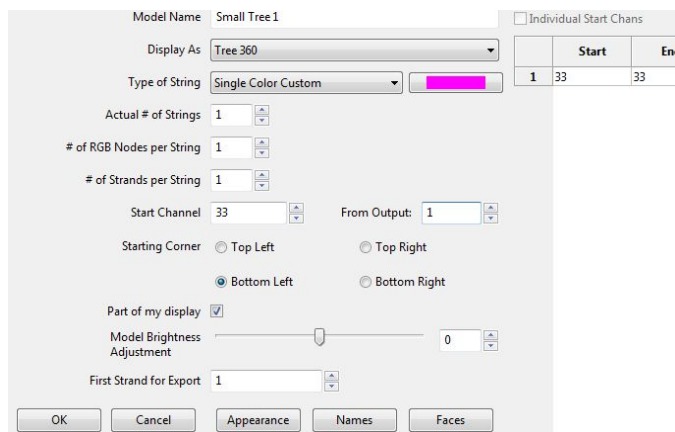 Model Name Small Tree 1
Individual Start Chans
Display As Tree 360
Start
Type of String Single Color Custom
1 33 33
Actual # of Strings 1
# of RGB Nodes per String 1
# of Strands per String 1
Start Channel 33 From Output: 1
Starting Corner Top Left Top Right
Bottom Left Bottom Right
Part of my display
Model Brightness
Adjustment
0
First Strand for Export 1
OK Cancel Appearance Names Faces